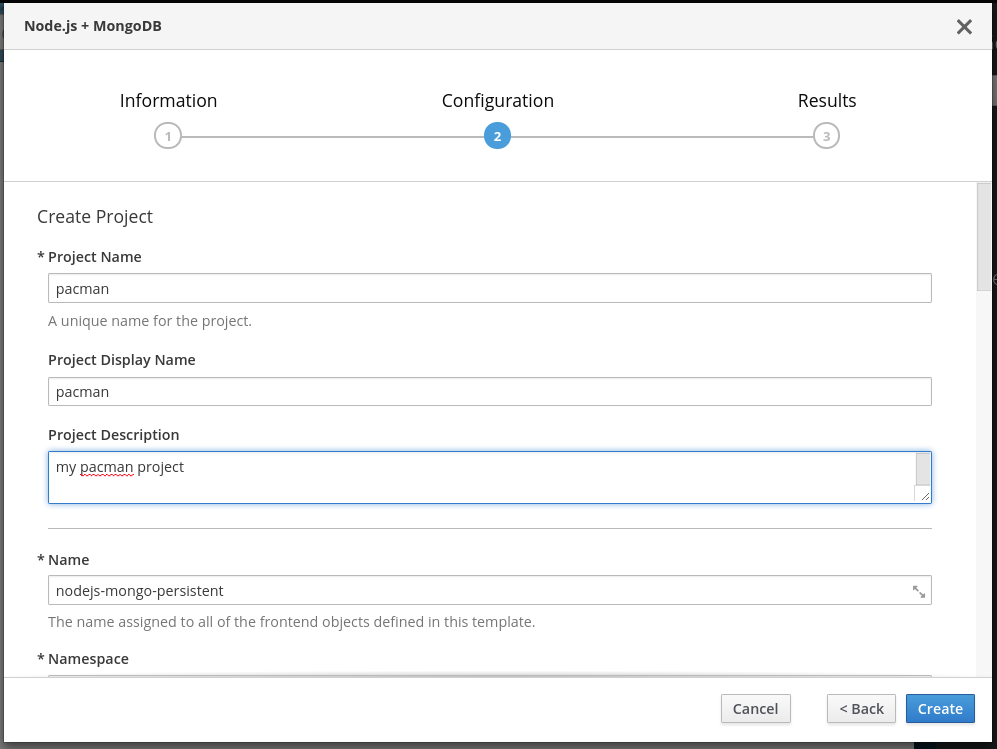 Node.js + MongoDB
Information
Configuration
Results
1
2
3
Create Project
* Project Name
pacman
A unique name for the project.
Project Display Name
pacman
Project Description
my pacman project
* Name
nodejs-mongo-persistent
The name assigned to all of the frontend objects defined in this template.
* Namespace
Cancel
< Back
Create